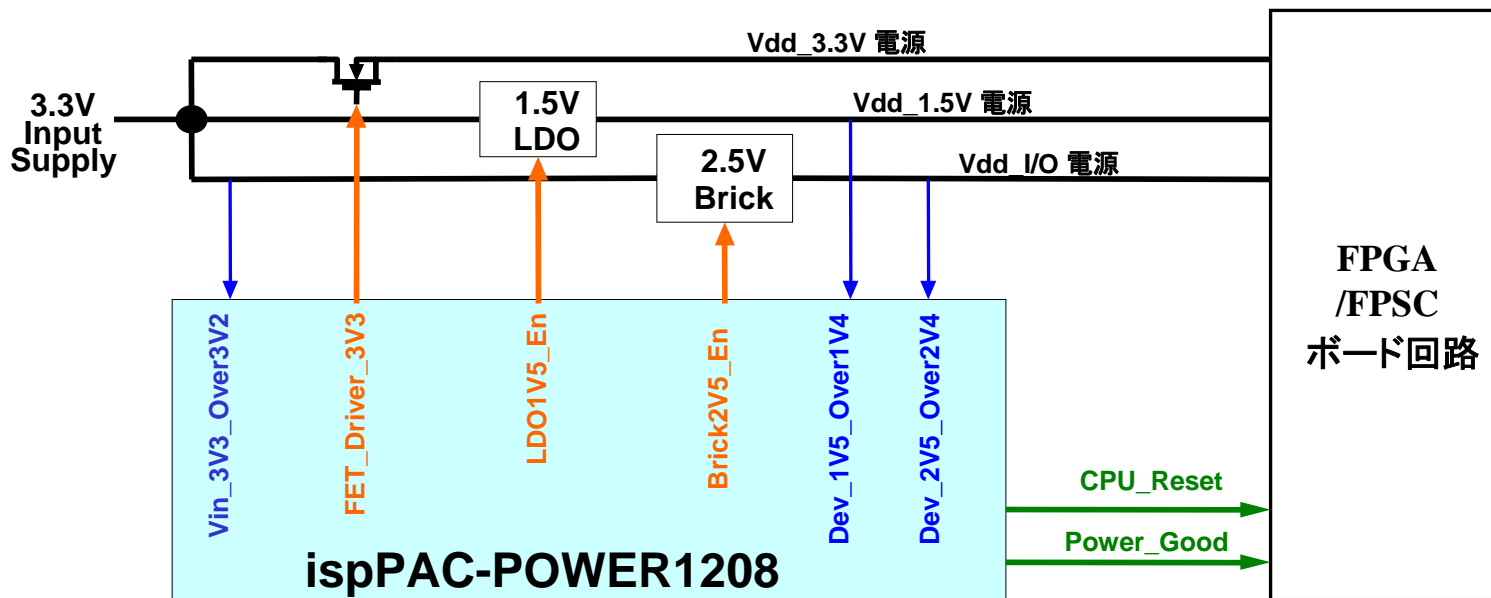 Vdd_3.3V 電源
3.3V
Input
Supply
1.5V
LDO
Vdd_1.5V 電源
2.5V
Brick
Vdd_I/O 電源
FPGA
/FPSC
ボード回路
Vin_3V3_Over3V2
FET_Driver_3V3
LDO1V5_En
Brick2V5_En
Dev_1V5_Over1V4
Dev_2V5_Over2V4
CPU_Reset
Power_Good
ispPAC-POWER1208